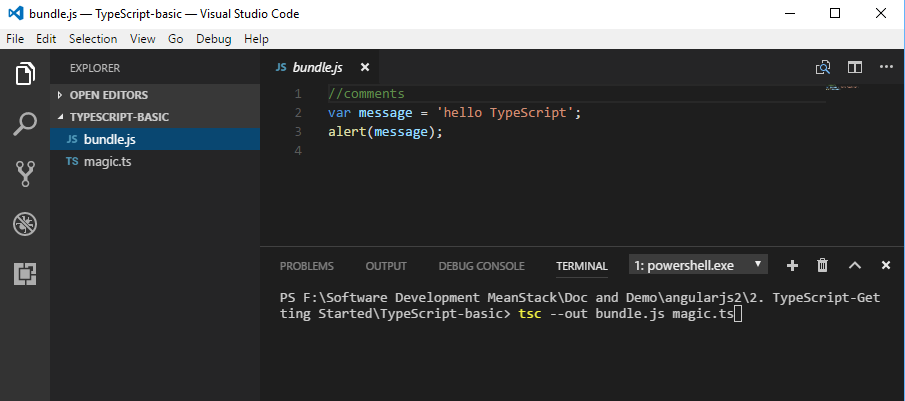 bundle.js — TypeScript-basic — Visual Studio Code
File Edit Selection View Go Debug Help
EXPLORER
OPEN EDITORS
TYPESCRIPT-BASIC
JS bundle.js
TS magic.ts
JS bundle.js
1 //comments
2 var message = 'hello TypeScript';
3 alert(message);
4
PROBLEMS OUTPUT DEBUG CONSOLE TERMINAL 1: powershell.exe
PS F:\Software Development MeanStack\Doc and Demo\angularjs2\2. TypeScript-Get
ting Started\TypeScript-basic> tsc --out bundle.js magic.ts